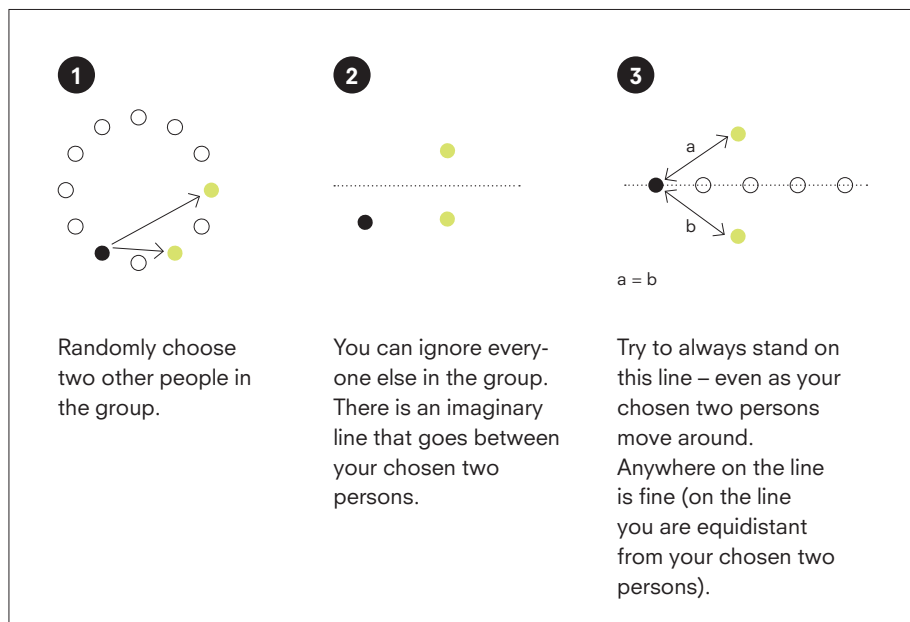 1
2
3
a
b
a = b
Randomly choose
two other people in
the group.
You can ignore every-
one else in the group.
There is an imaginary
line that goes between
your chosen two
persons.
Try to always stand on
this line – even as your
chosen two persons
move around.
Anywhere on the line
is fine (on the line
you are equidistant
from your chosen two
persons).